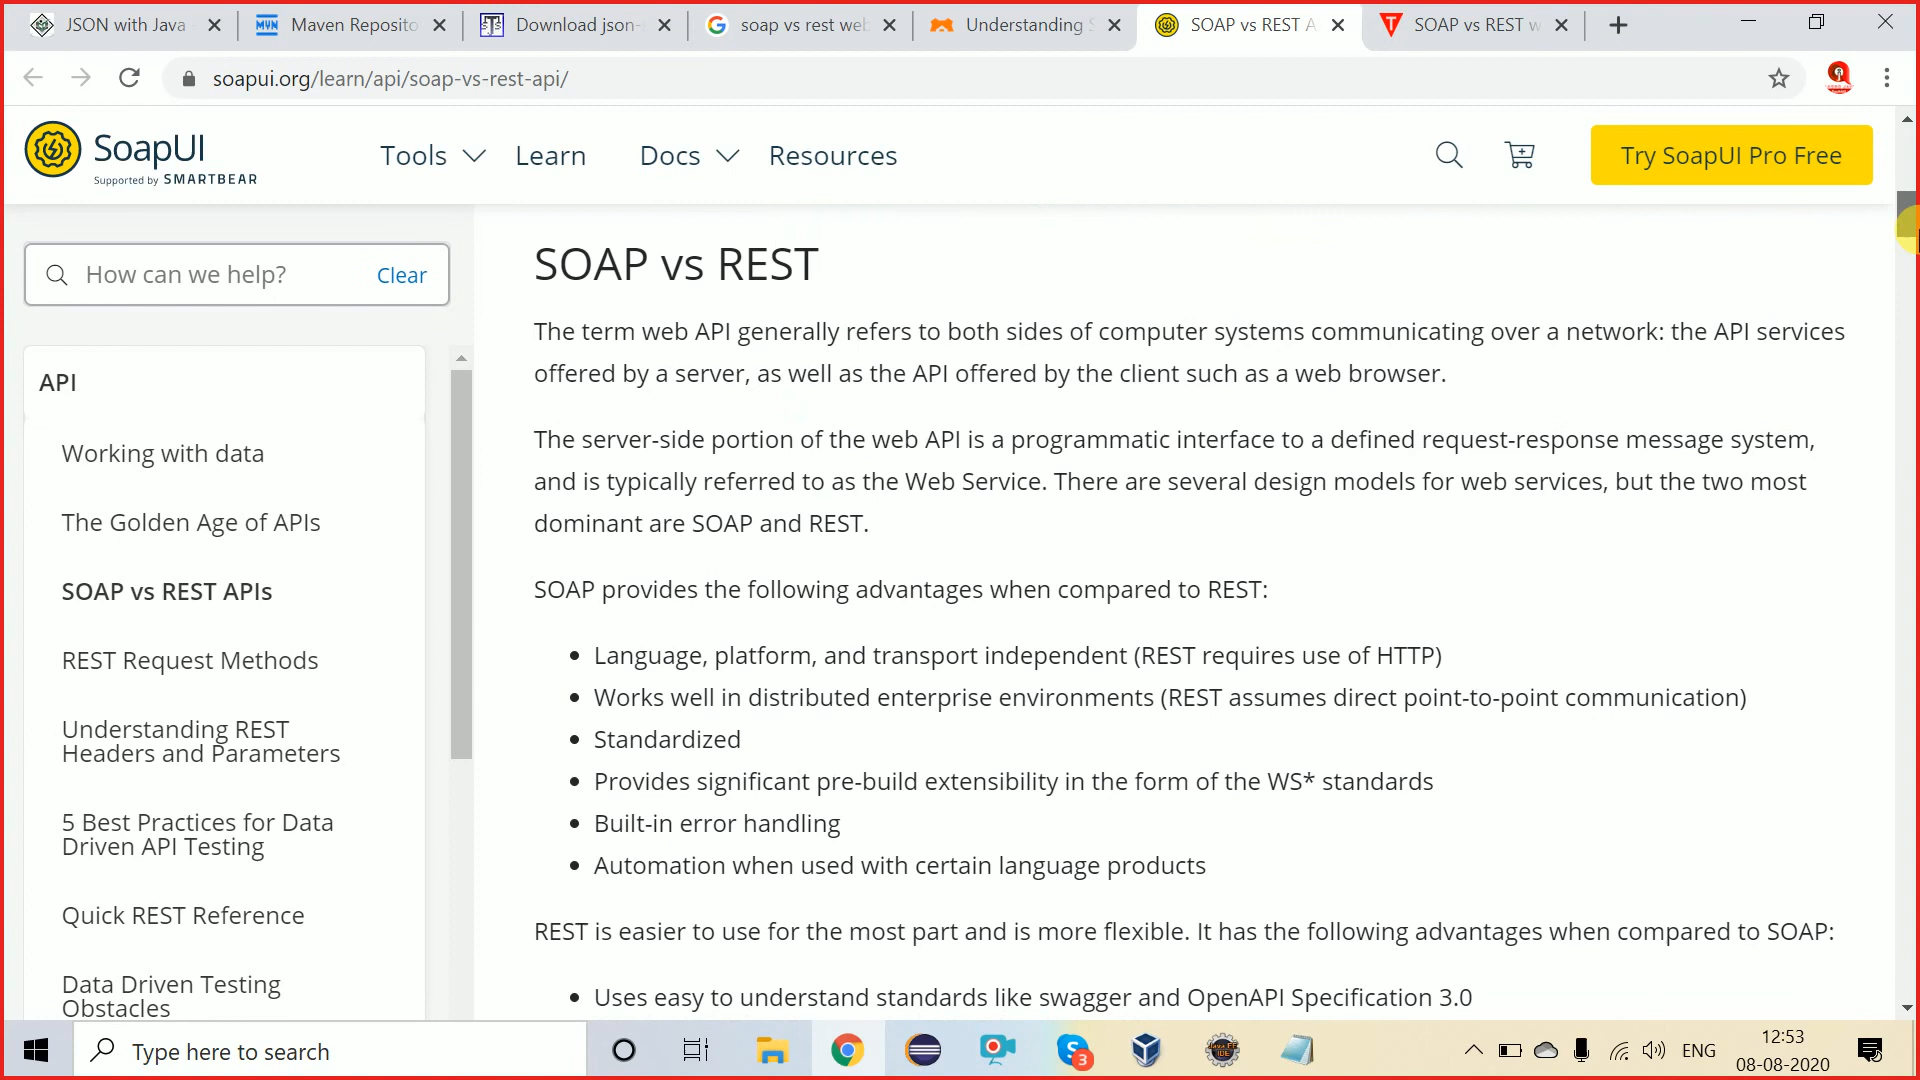 JSON with Java
Maven Reposito
Download json-
soap vs rest web
Understanding S
SOAP vs REST A
SOAP vs REST w
soapui.org/learn/api/soap-vs-rest-api/
SoapUI
Supported by SMARTBEAR
Tools
Learn
Docs
Resources
Try SoapUI Pro Free
How can we help?
Clear
API
Working with data
The Golden Age of APIs
SOAP vs REST APIs
REST Request Methods
Understanding REST
Headers and Parameters
5 Best Practices for Data
Driven API Testing
Quick REST Reference
Data Driven Testing
Obstacles
SOAP vs REST
The term web API generally refers to both sides of computer systems communicating over a network: the API services
offered by a server, as well as the API offered by the client such as a web browser.
The server-side portion of the web API is a programmatic interface to a defined request-response message system,
and is typically referred to as the Web Service. There are several design models for web services, but the two most
dominant are SOAP and REST.
SOAP provides the following advantages when compared to REST:
• Language, platform, and transport independent (REST requires use of HTTP)
• Works well in distributed enterprise environments (REST assumes direct point-to-point communication)
• Standardized
• Provides significant pre-build extensibility in the form of the WS* standards
• Built-in error handling
• Automation when used with certain language products
REST is easier to use for the most part and is more flexible. It has the following advantages when compared to SOAP:
• Uses easy to understand standards like swagger and OpenAPI Specification 3.0
Type here to search
3
ENG
12:53
08-08-2020